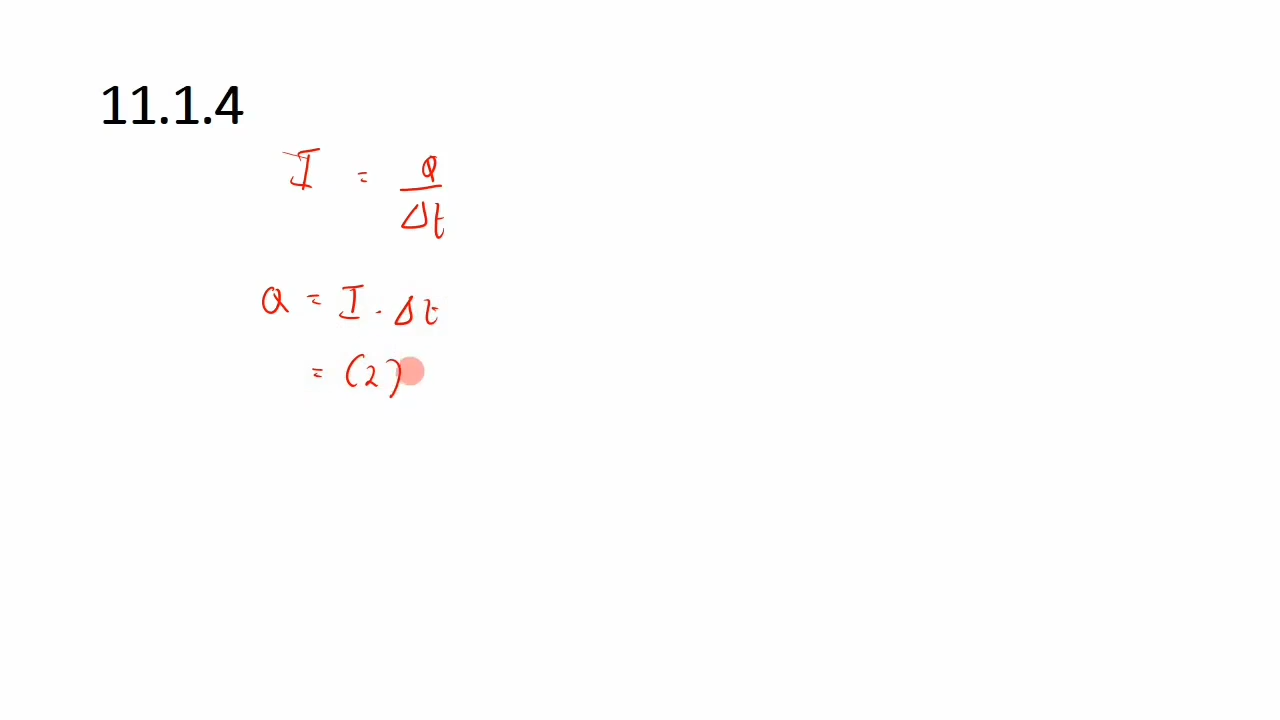 11.1.4
I = Q
Δt
Q = I . Δt
= (2)